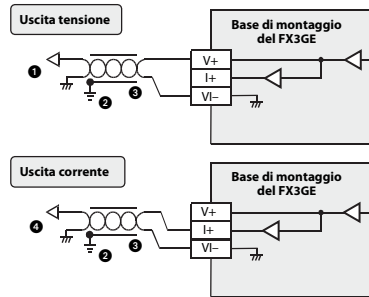 Uscita tensione
Base di montaggio
del FX3GE
V+
I+
VI–
❶
❷
❸
Uscita corrente
Base di montaggio
del FX3GE
V+
I+
VI–
❹
❷
❸